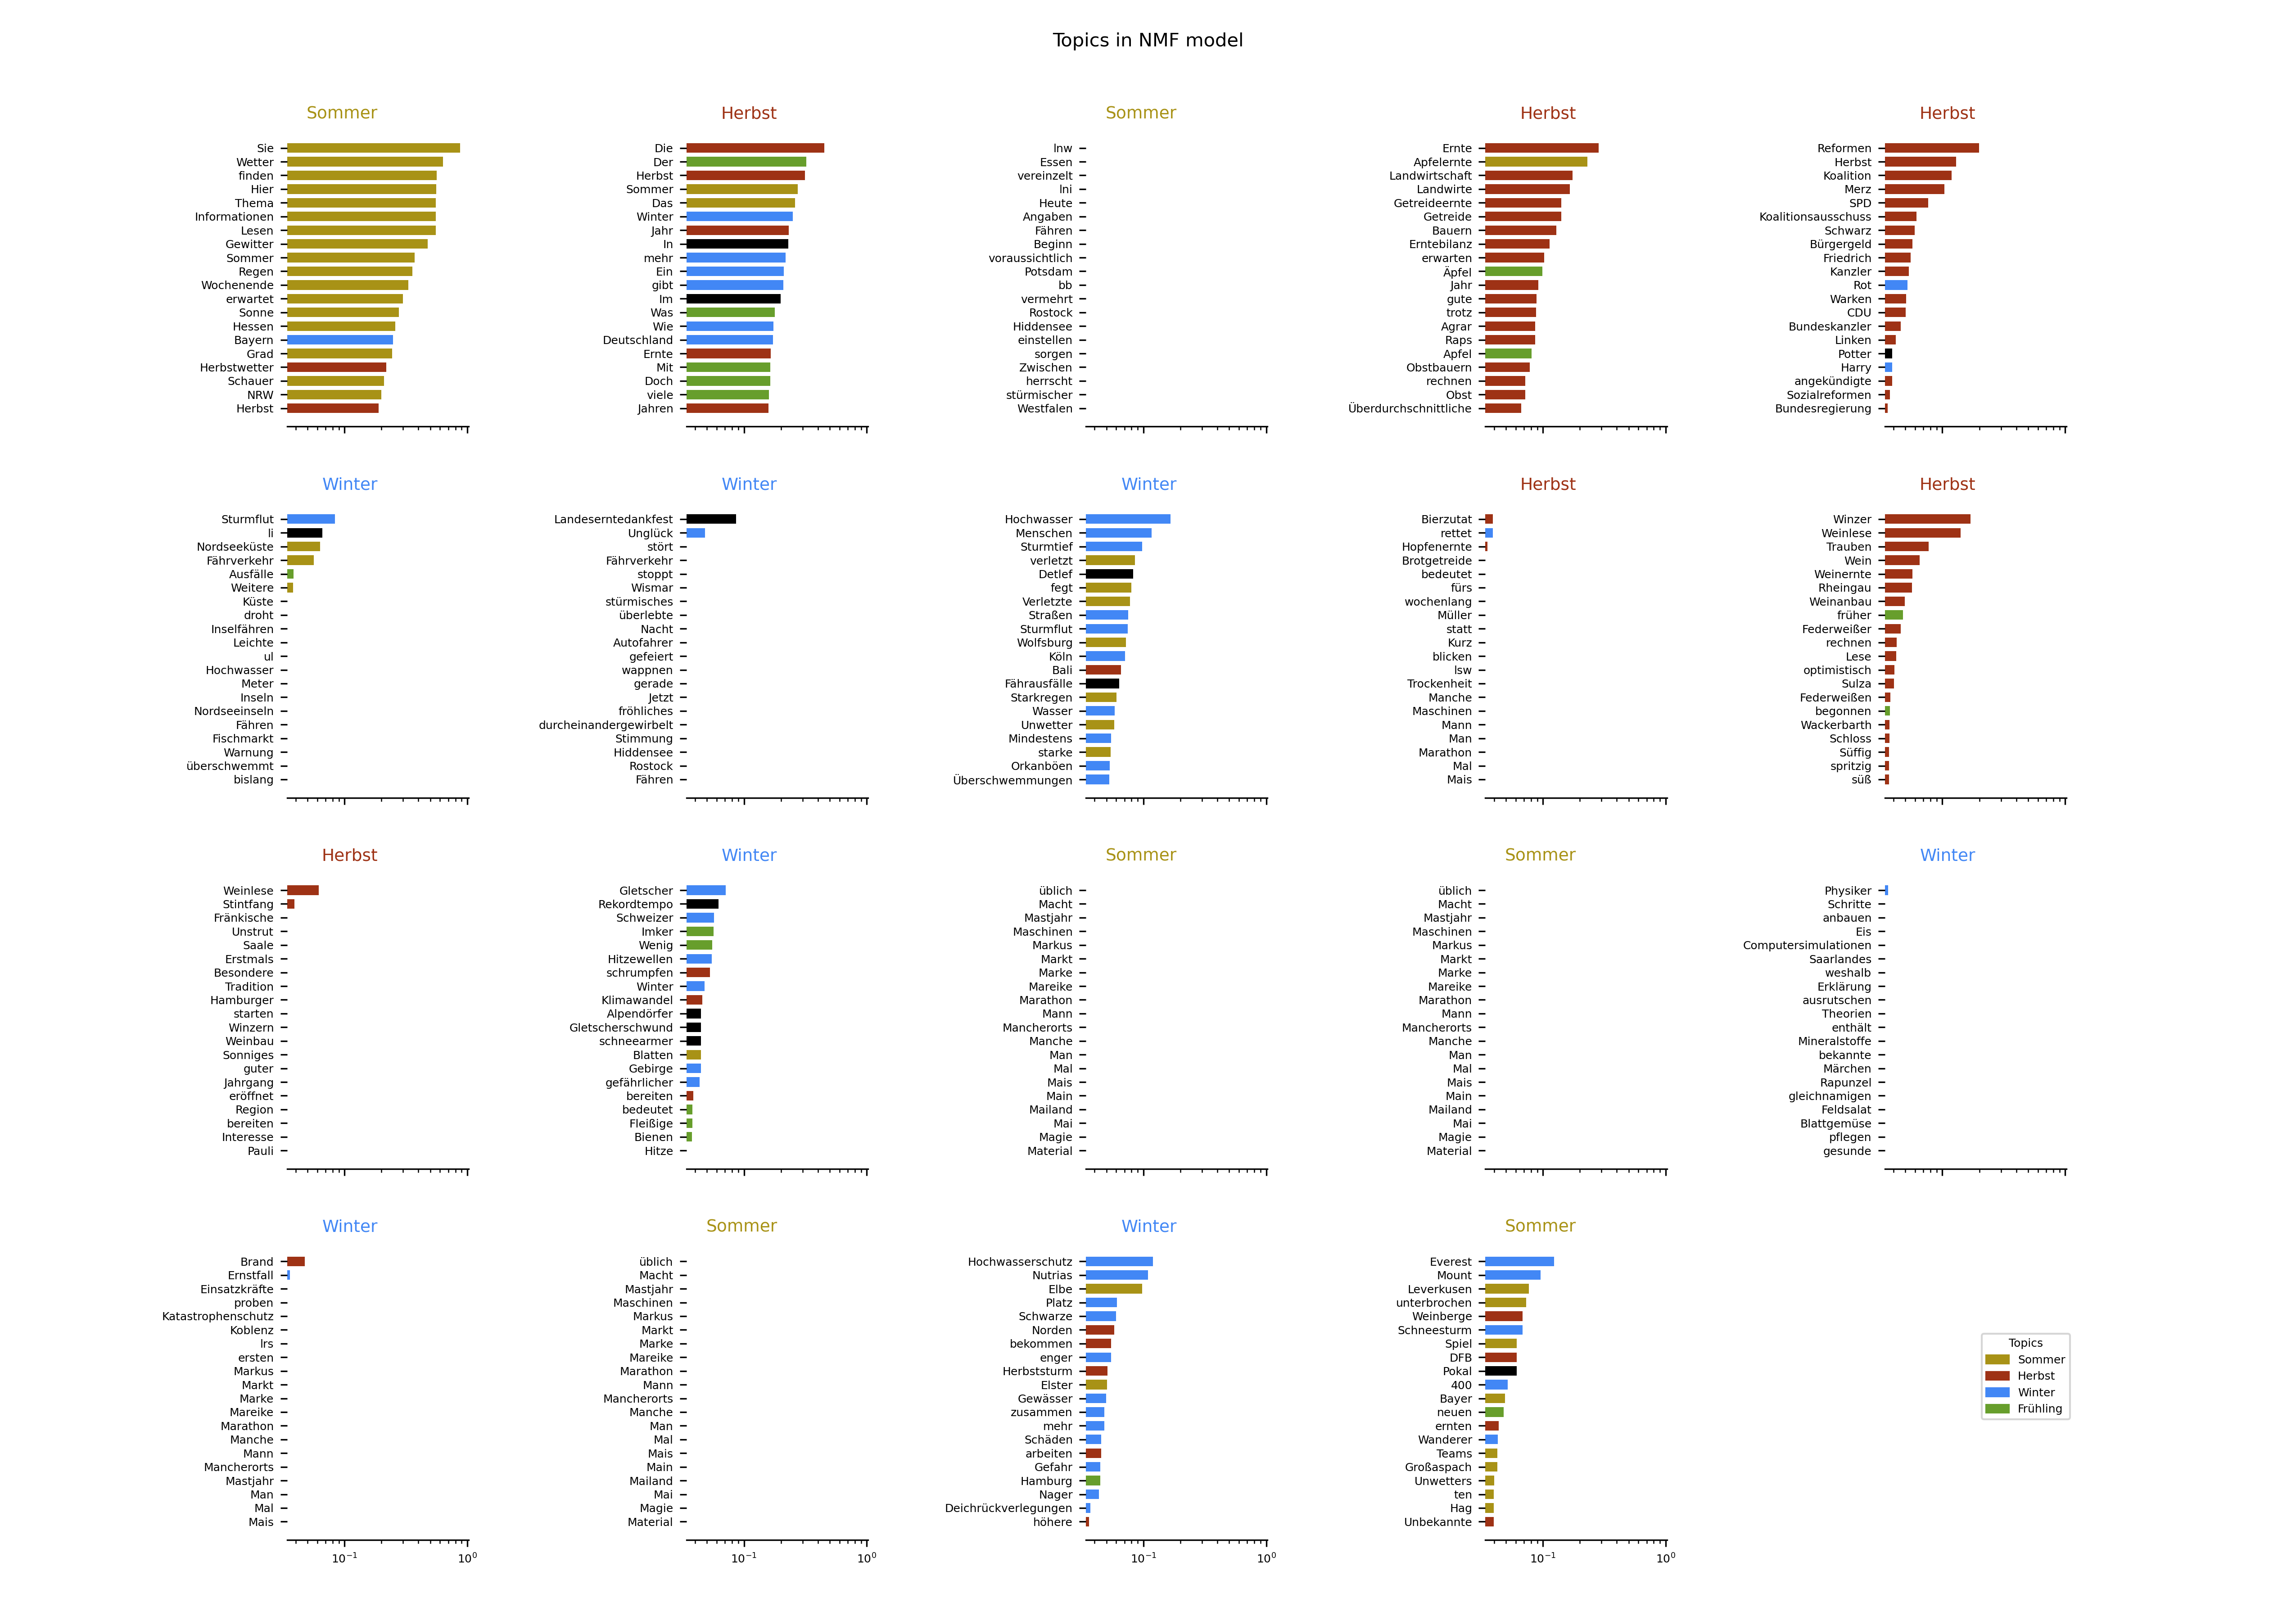 Topics in NMF model
Sommer
Sie
Wetter
finden
Hier
Thema
Informationen
Lesen
Gewitter
Sommer
Regen
Wochenende
erwartet
Sonne
Hessen
Bayern
Grad
Herbstwetter
Schauer
NRW
Herbst
Herbst
Die
Der
Herbst
Sommer
Das
Winter
Jahr
In
mehr
Ein
gibt
Im
Was
Wie
Deutschland
Ernte
Mit
Doch
viele
Jahren
Sommer
lnw
Essen
vereinzelt
lni
Heute
Angaben
Fähren
Beginn
voraussichtlich
Potsdam
bb
vermehrt
Rostock
Hiddensee
einstellen
sorgen
Zwischen
herrscht
stürmischer
Westfalen
Herbst
Ernte
Apfelernte
Landwirtschaft
Landwirte
Getreideernte
Getreide
Bauern
Erntebilanz
erwarten
Äpfel
Jahr
gute
trotz
Agrar
Raps
Apfel
Obstbauern
rechnen
Obst
Überdurchschnittliche
Herbst
Reformen
Herbst
Koalition
Merz
SPD
Koalitionsausschuss
Schwarz
Bürgergeld
Friedrich
Kanzler
Rot
Warken
CDU
Bundeskanzler
Linken
Potter
Harry
angekündigte
Sozialreformen
Bundesregierung
Winter
Sturmflut
li
Nordseeküste
Fährverkehr
Ausfälle
Weitere
Küste
droht
Inselfähren
Leichte
ul
Hochwasser
Meter
Inseln
Nordseeinseln
Fähren
Fischmarkt
Warnung
überschwemmt
bislang
Winter
Landeserntedankfest
Unglück
stört
Fährverkehr
stoppt
Wismar
stürmisches
überlebte
Nacht
Autofahrer
gefeiert
wappnen
gerade
Jetzt
fröhliches
durcheinandergewirbelt
Stimmung
Hiddensee
Rostock
Fähren
Winter
Hochwasser
Menschen
Sturmtief
verletzt
Detlef
fegt
Verletzte
Straßen
Sturmflut
Wolfsburg
Köln
Bali
Fährausfälle
Starkregen
Wasser
Unwetter
Mindestens
starke
Orkanböen
Überschwemmungen
Herbst
Bierzutat
rettet
Hopfenernte
Brotgetreide
bedeutet
fürs
wochenlang
Müller
statt
Kurz
blicken
lsw
Trockenheit
Manche
Maschinen
Mann
Man
Marathon
Mal
Mais
Herbst
Winzer
Weinlese
Trauben
Wein
Weinernte
Rheingau
Weinanbau
früher
Federweißer
rechnen
Lese
optimistisch
Sulza
Federweißen
begonnen
Wackerbarth
Schloss
Süffig
spritzig
süß
Herbst
Weinlese
Stintfang
Fränkische
Unstrut
Saale
Erstmals
Besondere
Tradition
Hamburger
starten
Winzern
Weinbau
Sonniges
guter
Jahrgang
eröffnet
Region
bereiten
Interesse
Pauli
Winter
Gletscher
Rekordtempo
Schweizer
Imker
Wenig
Hitzewellen
schrumpfen
Winter
Klimawandel
Alpendörfer
Gletscherschwund
schneearmer
Blatten
Gebirge
gefährlicher
bereiten
bedeutet
Fleißige
Bienen
Hitze
Sommer
üblich
Macht
Mastjahr
Maschinen
Markus
Markt
Marke
Mareike
Marathon
Mann
Mancherorts
Manche
Man
Mal
Mais
Main
Mailand
Mai
Magie
Material
Sommer
üblich
Macht
Mastjahr
Maschinen
Markus
Markt
Marke
Mareike
Marathon
Mann
Mancherorts
Manche
Man
Mal
Mais
Main
Mailand
Mai
Magie
Material
Winter
Physiker
Schritte
anbauen
Eis
Computersimulationen
Saarlandes
weshalb
Erklärung
ausrutschen
Theorien
enthält
Mineralstoffe
bekannte
Märchen
Rapunzel
gleichnamigen
Feldsalat
Blattgemüse
pflegen
gesunde
Winter
Brand
Ernstfall
Einsatzkräfte
proben
Katastrophenschutz
Koblenz
lrs
ersten
Markus
Markt
Marke
Mareike
Marathon
Manche
Mann
Mancherorts
Mastjahr
Man
Mal
Mais
10⁻¹ 10⁰
Sommer
üblich
Macht
Mastjahr
Maschinen
Markus
Markt
Marke
Mareike
Marathon
Mann
Mancherorts
Manche
Man
Mal
Mais
Main
Mailand
Mai
Magie
Material
10⁻¹ 10⁰
Winter
Hochwasserschutz
Nutrias
Elbe
Platz
Schwarze
Norden
bekommen
enger
Herbststurm
Elster
Gewässer
zusammen
mehr
Schäden
arbeiten
Gefahr
Hamburg
Nager
Deichrückverlegungen
höhere
10⁻¹ 10⁰
Sommer
Everest
Mount
Leverkusen
unterbrochen
Weinberge
Schneesturm
Spiel
DFB
Pokal
400
Bayer
neuen
ernten
Wanderer
Teams
Großaspach
Unwetters
ten
Hag
Unbekannte
10⁻¹ 10⁰
Topics
Sommer
Herbst
Winter
Frühling